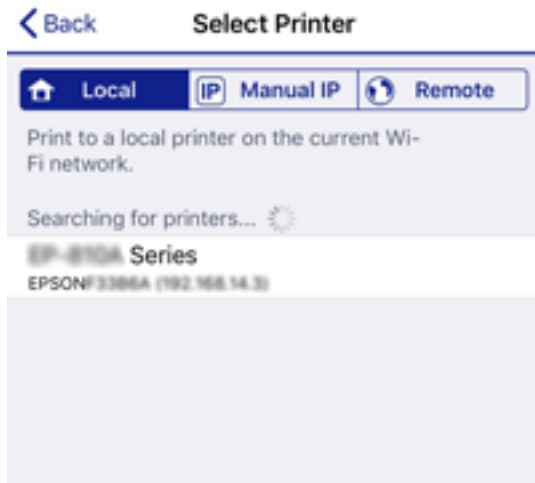 Back
Select Printer
Local
IP Manual IP
Remote
Print to a local printer on the current Wi-
Fi network.
Searching for printers...
Series
EPSON